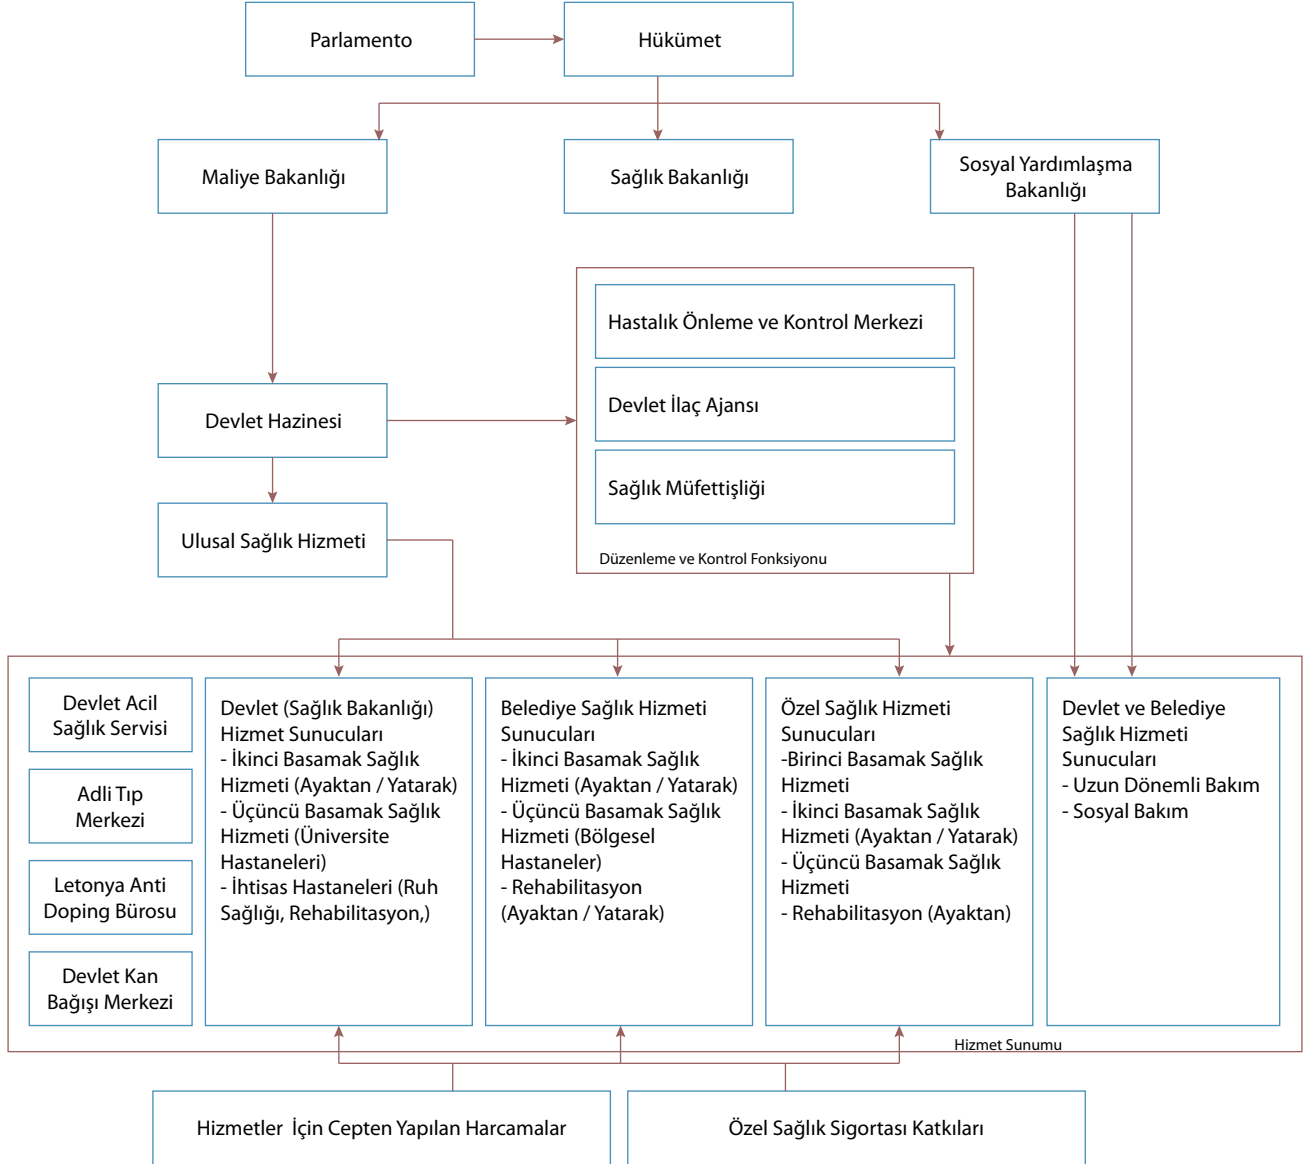 Parlamento
Hükümet
Maliye Bakanlığı
Sağlık Bakanlığı
Sosyal Yardımlaşma
Bakanlığı
Hastalık Önleme ve Kontrol Merkezi
Devlet İlaç Ajansı
Sağlık Müfettişliği
Düzenleme ve Kontrol Fonksiyonu
Devlet Hazinesi
Ulusal Sağlık Hizmeti
Devlet Acil
Sağlık Servisi
Adli Tıp
Merkezi
Letonya Anti
Doping Bürosu
Devlet Kan
Bağışı Merkezi
Devlet (Sağlık Bakanlığı)
Hizmet Sunucuları
- İkinci Basamak Sağlık
Hizmeti (Ayaktan / Yatarak)
- Üçüncü Basamak Sağlık
Hizmeti (Üniversite
Hastaneleri)
- İhtisas Hastaneleri (Ruh
Sağlığı, Rehabilitasyon,)
Belediye Sağlık Hizmeti
Sunucuları
- İkinci Basamak Sağlık
Hizmeti (Ayaktan / Yatarak)
- Üçüncü Basamak Sağlık
Hizmeti (Bölgesel
Hastaneler)
- Rehabilitasyon
(Ayaktan / Yatarak)
Özel Sağlık Hizmeti
Sunucuları
-Birinci Basamak Sağlık
Hizmeti
- İkinci Basamak Sağlık
Hizmeti (Ayaktan / Yatarak)
- Üçüncü Basamak Sağlık
Hizmeti
- Rehabilitasyon (Ayaktan)
Devlet ve Belediye
Sağlık Hizmeti
Sunucuları
- Uzun Dönemli Bakım
- Sosyal Bakım
Hizmet Sunumu
Hizmetler İçin Cepten Yapılan Harcamalar
Özel Sağlık Sigortası Katkıları